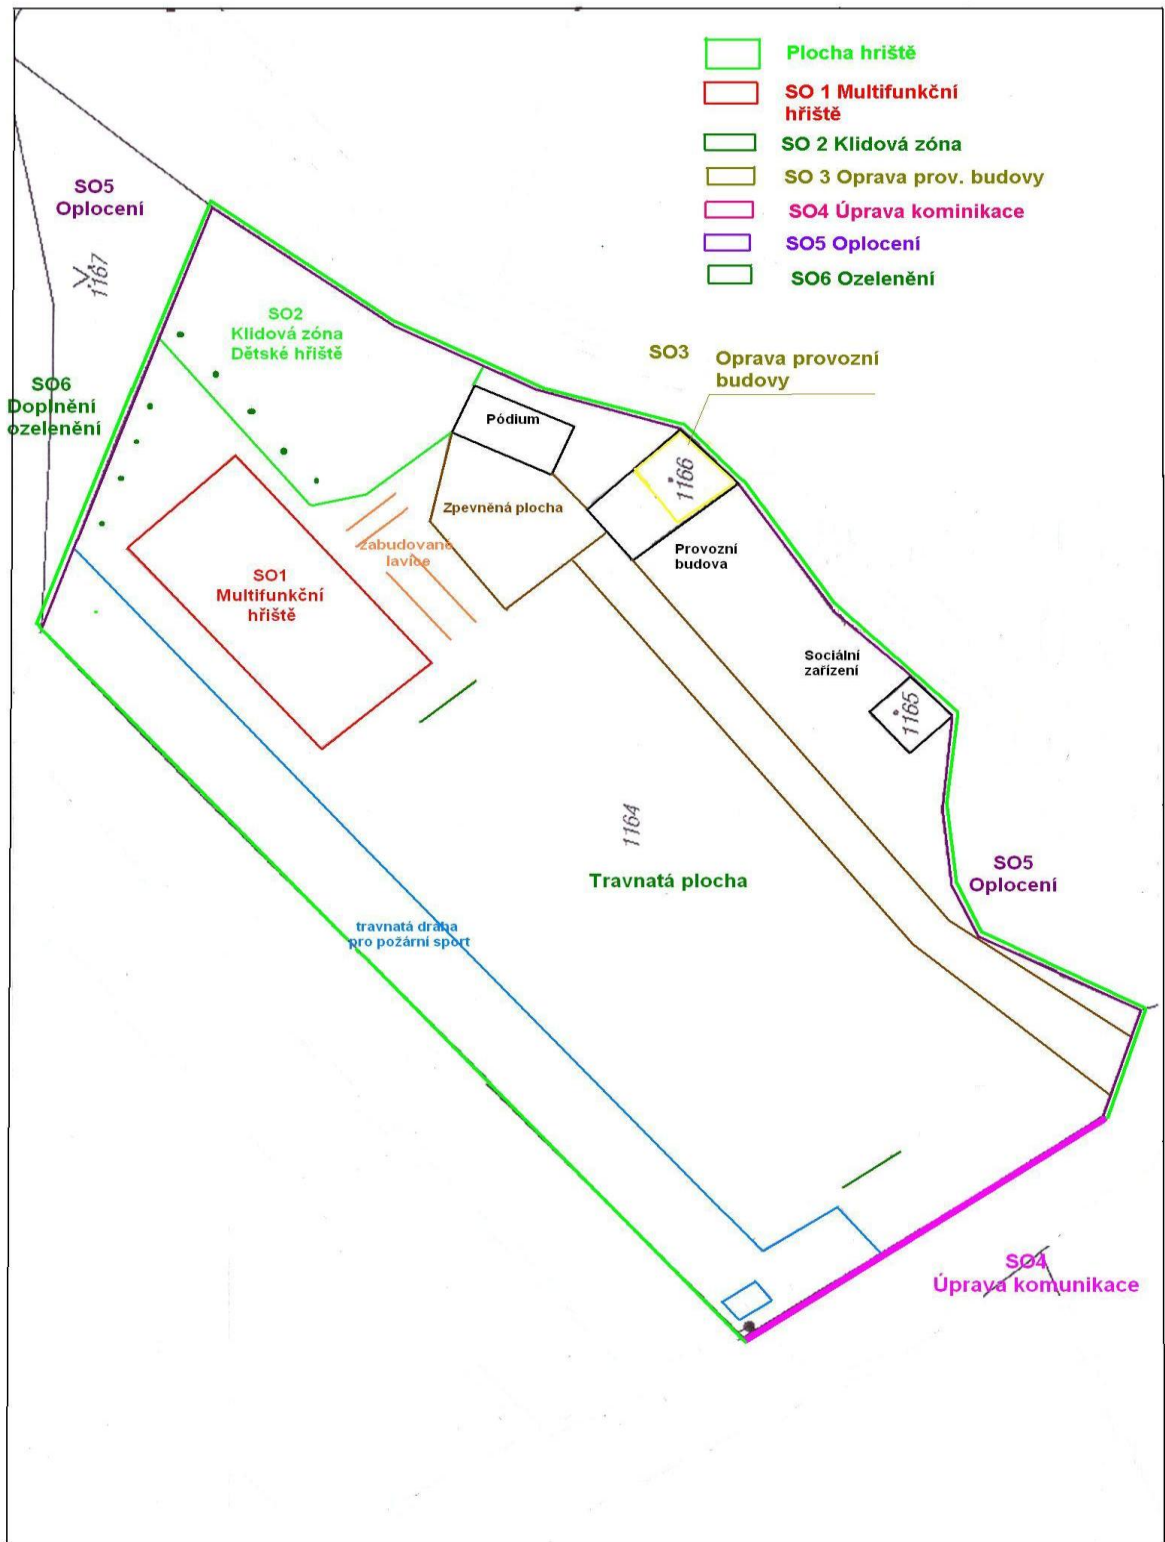 Plocha hriště
SO 1 Multifunkční
hřiště
SO 2 Klidová zóna
SO 3 Oprava prov. budovy
SO4 Úprava kominikace
SO5 Oplocení
SO6 Ozelenění
SO5
Oplocení
1167
SO2
Klidová zóna
Dětské hřiště
SO3
Oprava provozní
budovy
SO6
Doplnění
ozelenění
Pódium
1166
Zpevněná plocha
zabudované
lavice
Provozní
budova
SO1
Multifunkční
hřiště
Sociální
zařízení
1165
1164
Travnatá plocha
SO5
Oplocení
travnatá dráha
pro požární sport
SO4
Úprava komunikace